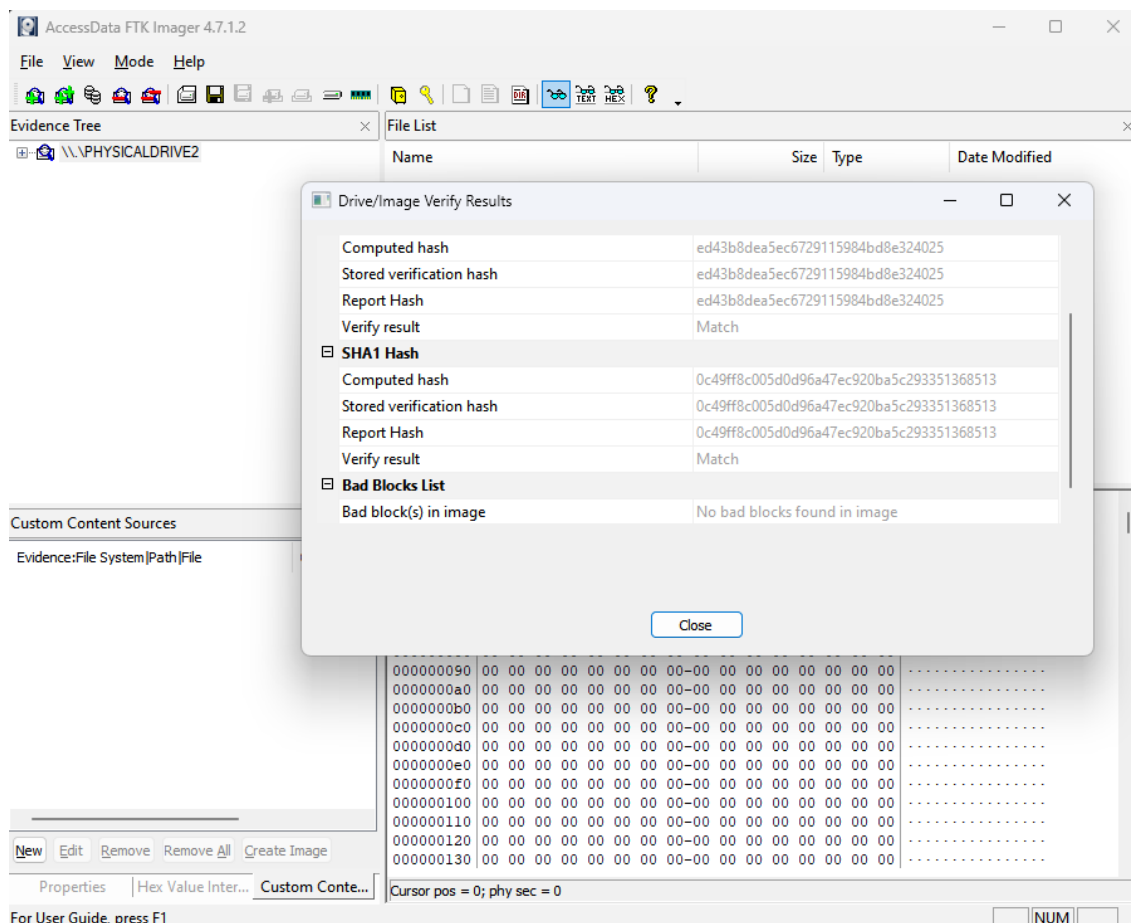 AccessData FTK Imager 4.7.1.2
File View Mode Help
Evidence Tree
File List
\\.\PHYSICALDRIVE2
Name Size Type Date Modified
Drive/Image Verify Results
Computed hash ed43b8dea5ec6729115984bd8e324025
Stored verification hash ed43b8dea5ec6729115984bd8e324025
Report Hash ed43b8dea5ec6729115984bd8e324025
Verify result Match
SHA1 Hash
Computed hash 0c49ff8c005d0d96a47ec920ba5c293351368513
Stored verification hash 0c49ff8c005d0d96a47ec920ba5c293351368513
Report Hash 0c49ff8c005d0d96a47ec920ba5c293351368513
Verify result Match
Bad Blocks List
Bad block(s) in image No bad blocks found in image
Close
Custom Content Sources
Evidence:File System|Path|File
000000090 00 00 00 00 00 00 00 00-00 00 00 00 00 00 00 00 ................
0000000a0 00 00 00 00 00 00 00 00-00 00 00 00 00 00 00 00 ................
0000000b0 00 00 00 00 00 00 00 00-00 00 00 00 00 00 00 00 ................
0000000c0 00 00 00 00 00 00 00 00-00 00 00 00 00 00 00 00 ................
0000000d0 00 00 00 00 00 00 00 00-00 00 00 00 00 00 00 00 ................
0000000e0 00 00 00 00 00 00 00 00-00 00 00 00 00 00 00 00 ................
0000000f0 00 00 00 00 00 00 00 00-00 00 00 00 00 00 00 00 ................
000000100 00 00 00 00 00 00 00 00-00 00 00 00 00 00 00 00 ................
000000110 00 00 00 00 00 00 00 00-00 00 00 00 00 00 00 00 ................
000000120 00 00 00 00 00 00 00 00-00 00 00 00 00 00 00 00 ................
000000130 00 00 00 00 00 00 00 00-00 00 00 00 00 00 00 00 ................
New Edit Remove Remove All Create Image
Properties Hex Value Inter... Custom Conte...
Cursor pos = 0; phy sec = 0
For User Guide, press F1
NUM